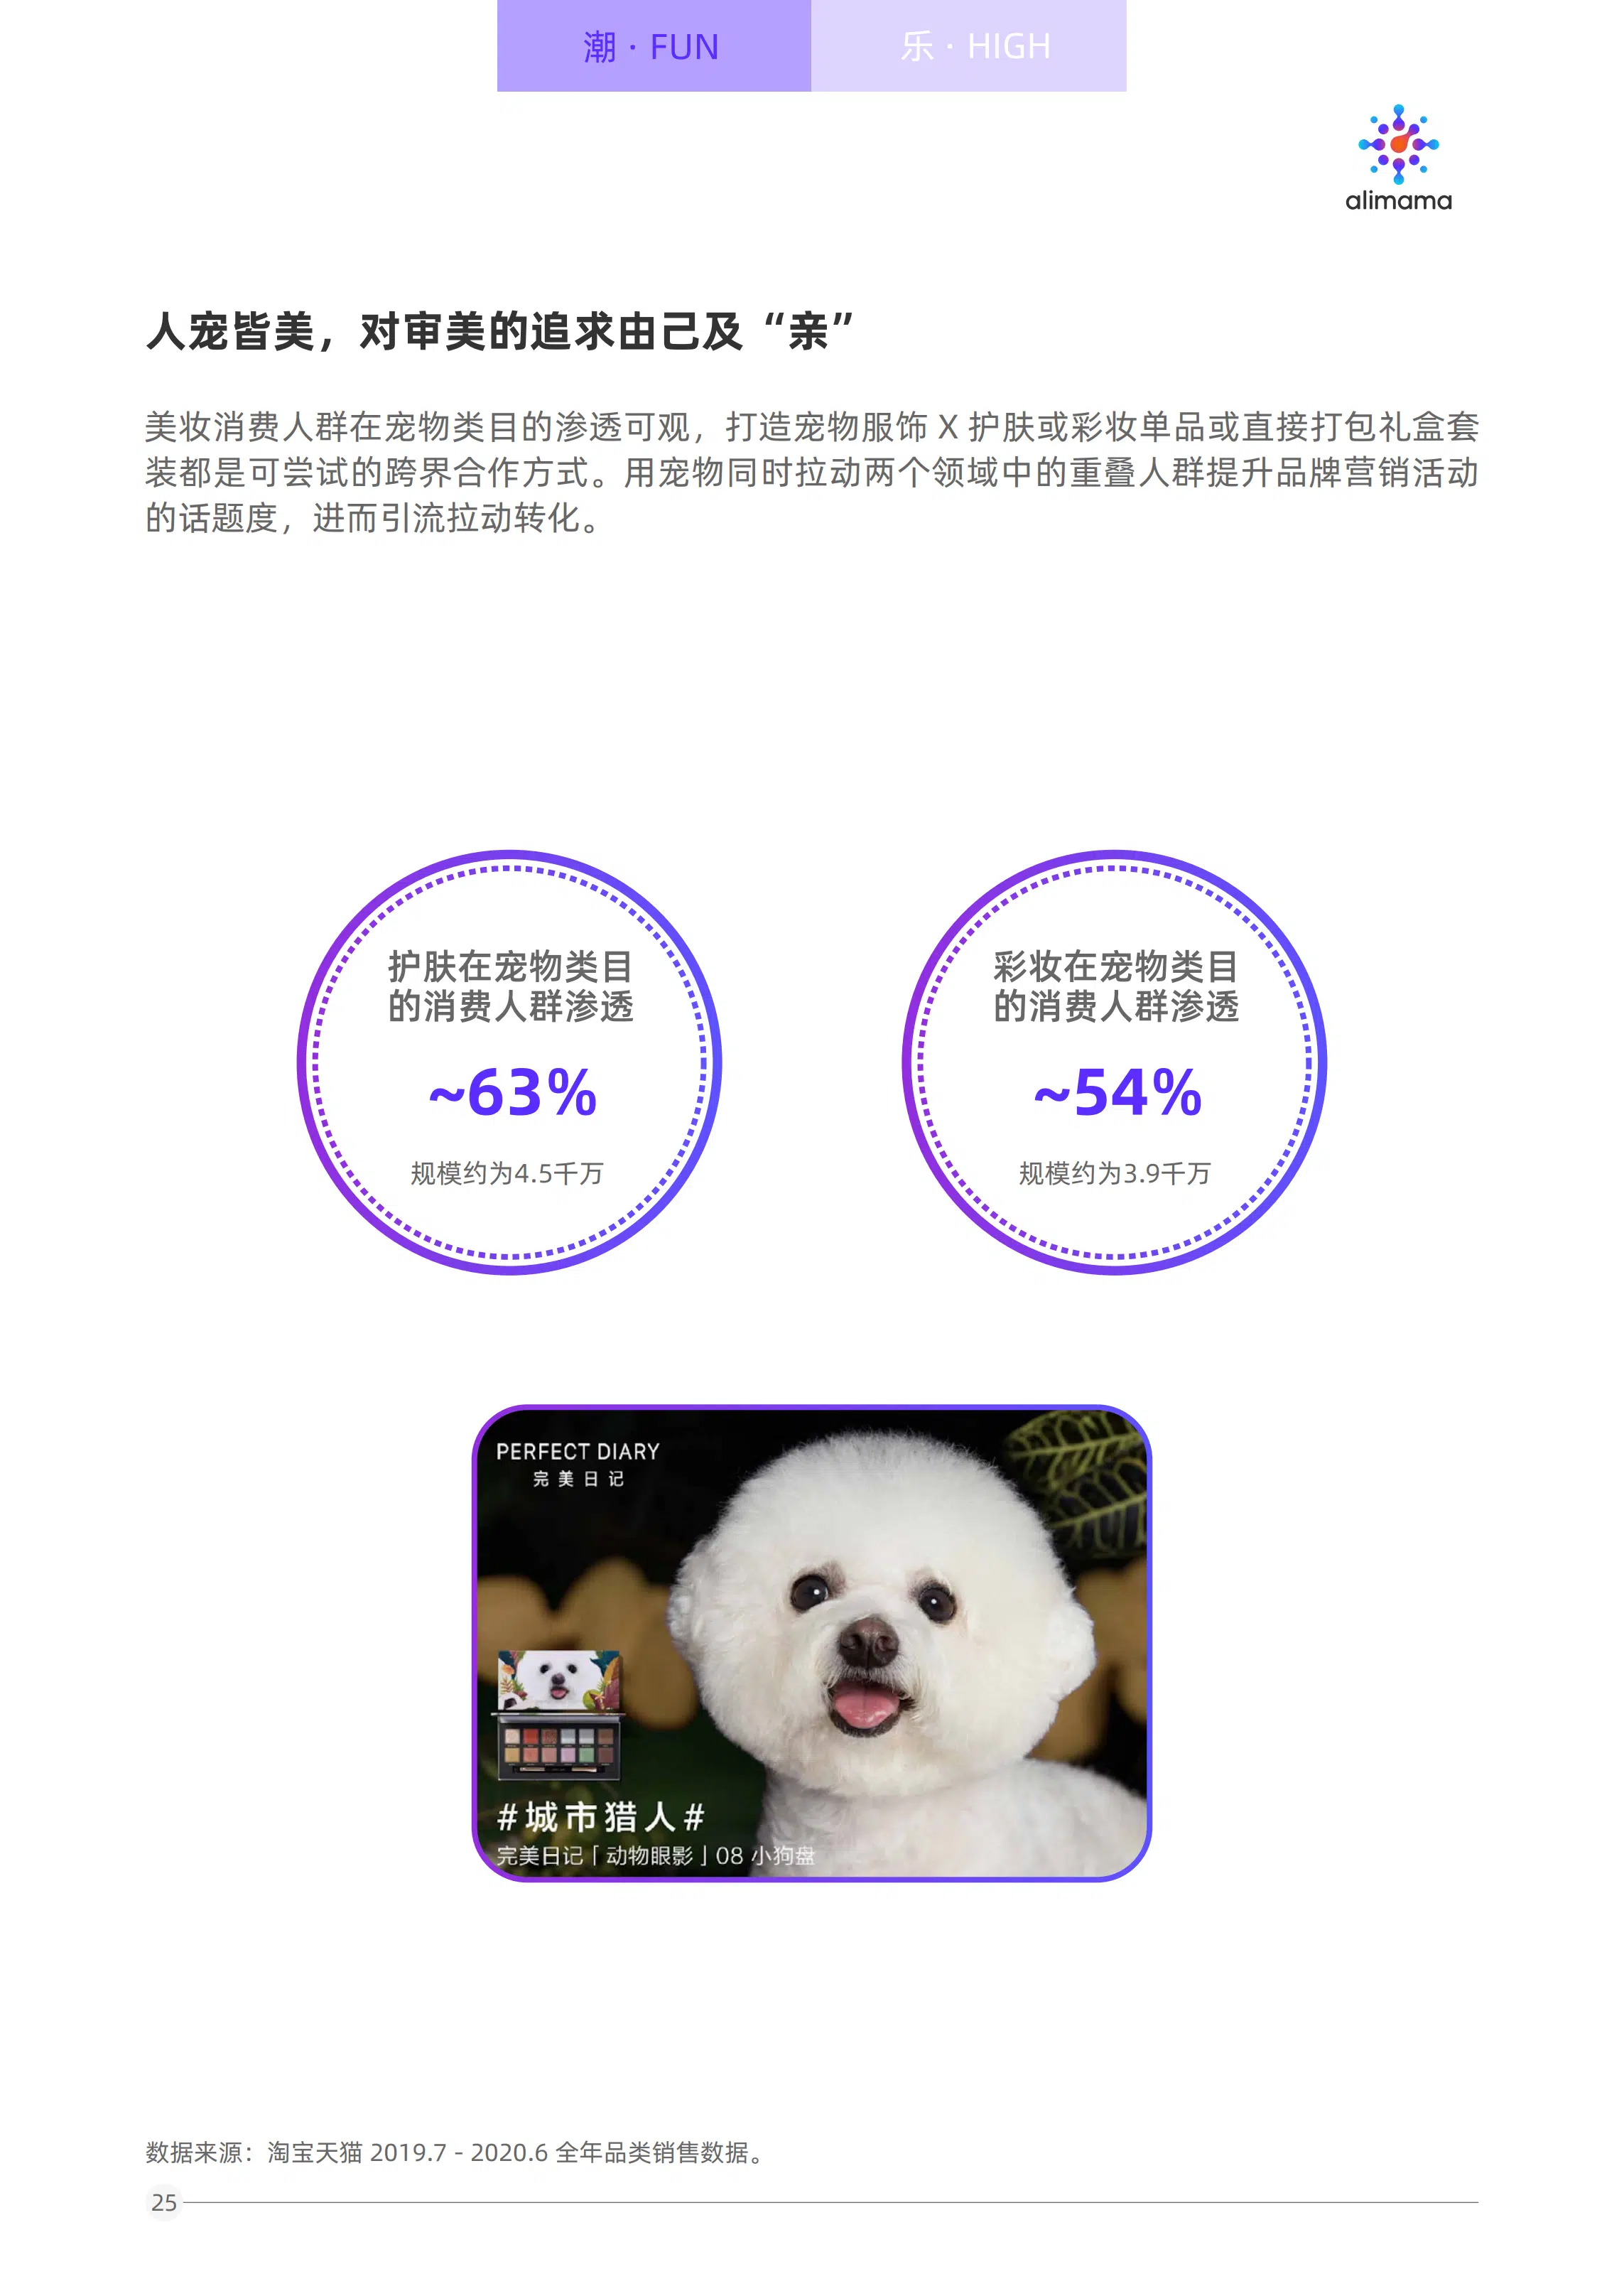 潮 · FUN
乐 · HIGH
alimama
人宠皆美，对审美的追求由己及“亲”
美妆消费人群在宠物类目的渗透可观，打造宠物服饰 X 护肤或彩妆单品或直接打包礼盒套
装都是可尝试的跨界合作方式。用宠物同时拉动两个领域中的重叠人群提升品牌营销活动
的话题度，进而引流拉动转化。
护肤在宠物类目
的消费人群渗透
~63%
规模约为4.5千万
彩妆在宠物类目
的消费人群渗透
~54%
规模约为3.9千万
PERFECT DIARY
完美日记
#城市猎人#
完美日记「动物眼影」08 小狗盘
数据来源：淘宝天猫 2019.7 - 2020.6 全年品类销售数据。
25